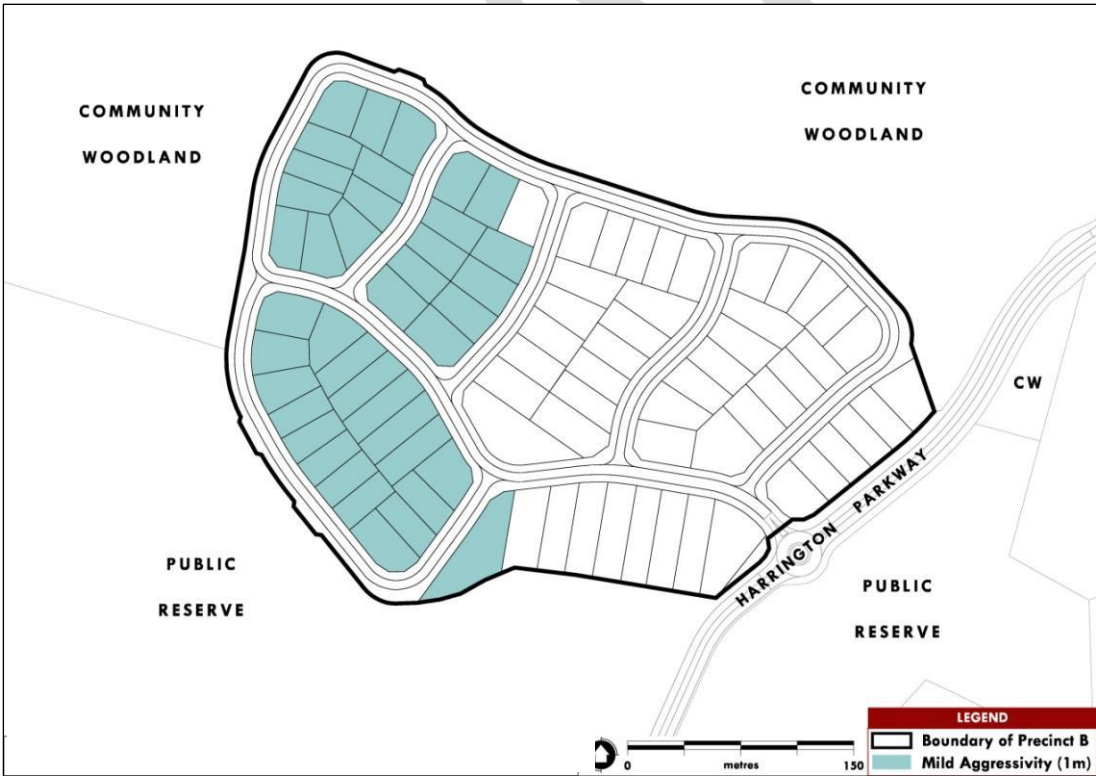 COMMUNITY
WOODLAND
COMMUNITY
WOODLAND
CW
HARRINGTON PARKWAY
PUBLIC
RESERVE
PUBLIC
RESERVE
LEGEND
Boundary of Precinct B
Mild Aggressivity (1m)
0 metres 150